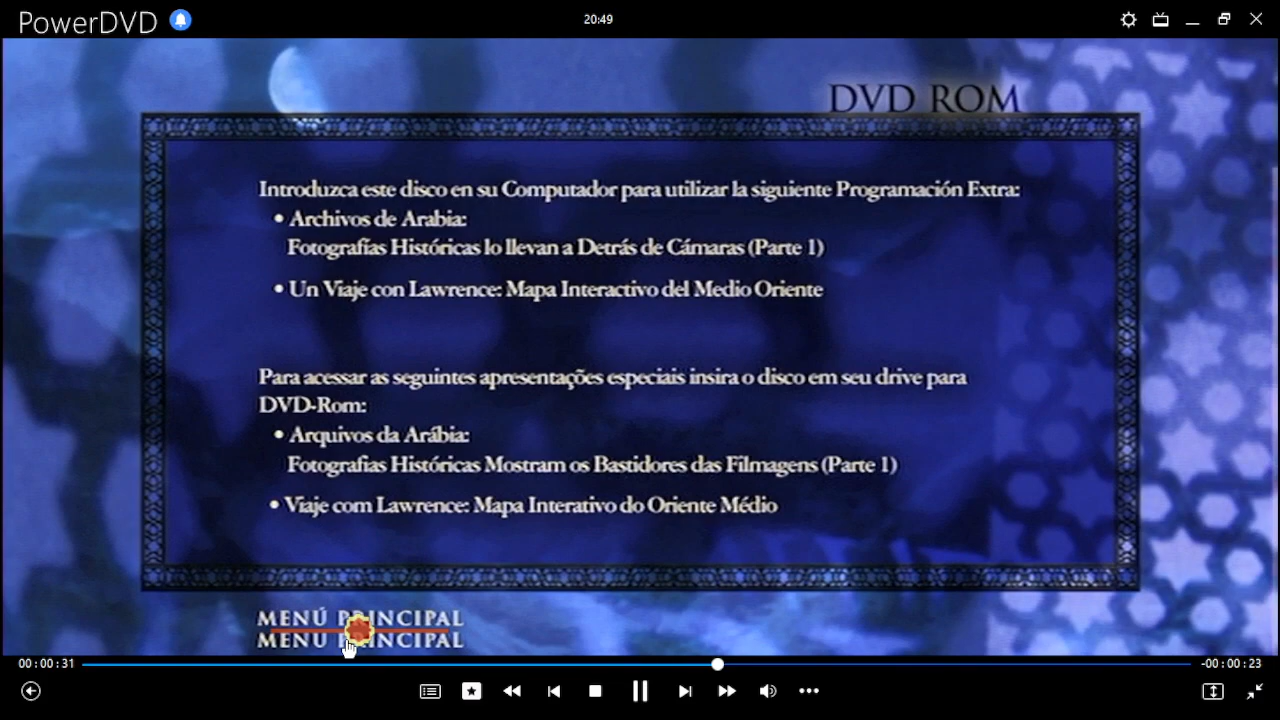 PowerDVD
20:49
DVD ROM
Introduzca este disco en su Computador para utilizar la siguiente Programación Extra:
• Archivos de Arabia:
Fotografías Históricas lo llevan a Detrás de Cámaras (Parte 1)
• Un Viaje con Lawrence: Mapa Interactivo del Medio Oriente
Para acessar as seguintes apresentações especiais insira o disco em seu drive para
DVD-Rom:
• Arquivos da Arábia:
Fotografias Históricas Mostram os Bastidores das Filmagens (Parte 1)
• Viaje com Lawrence: Mapa Interativo do Oriente Médio
MENÚ PRINCIPAL
MENU PRINCIPAL
00:00:31
-00:00:23